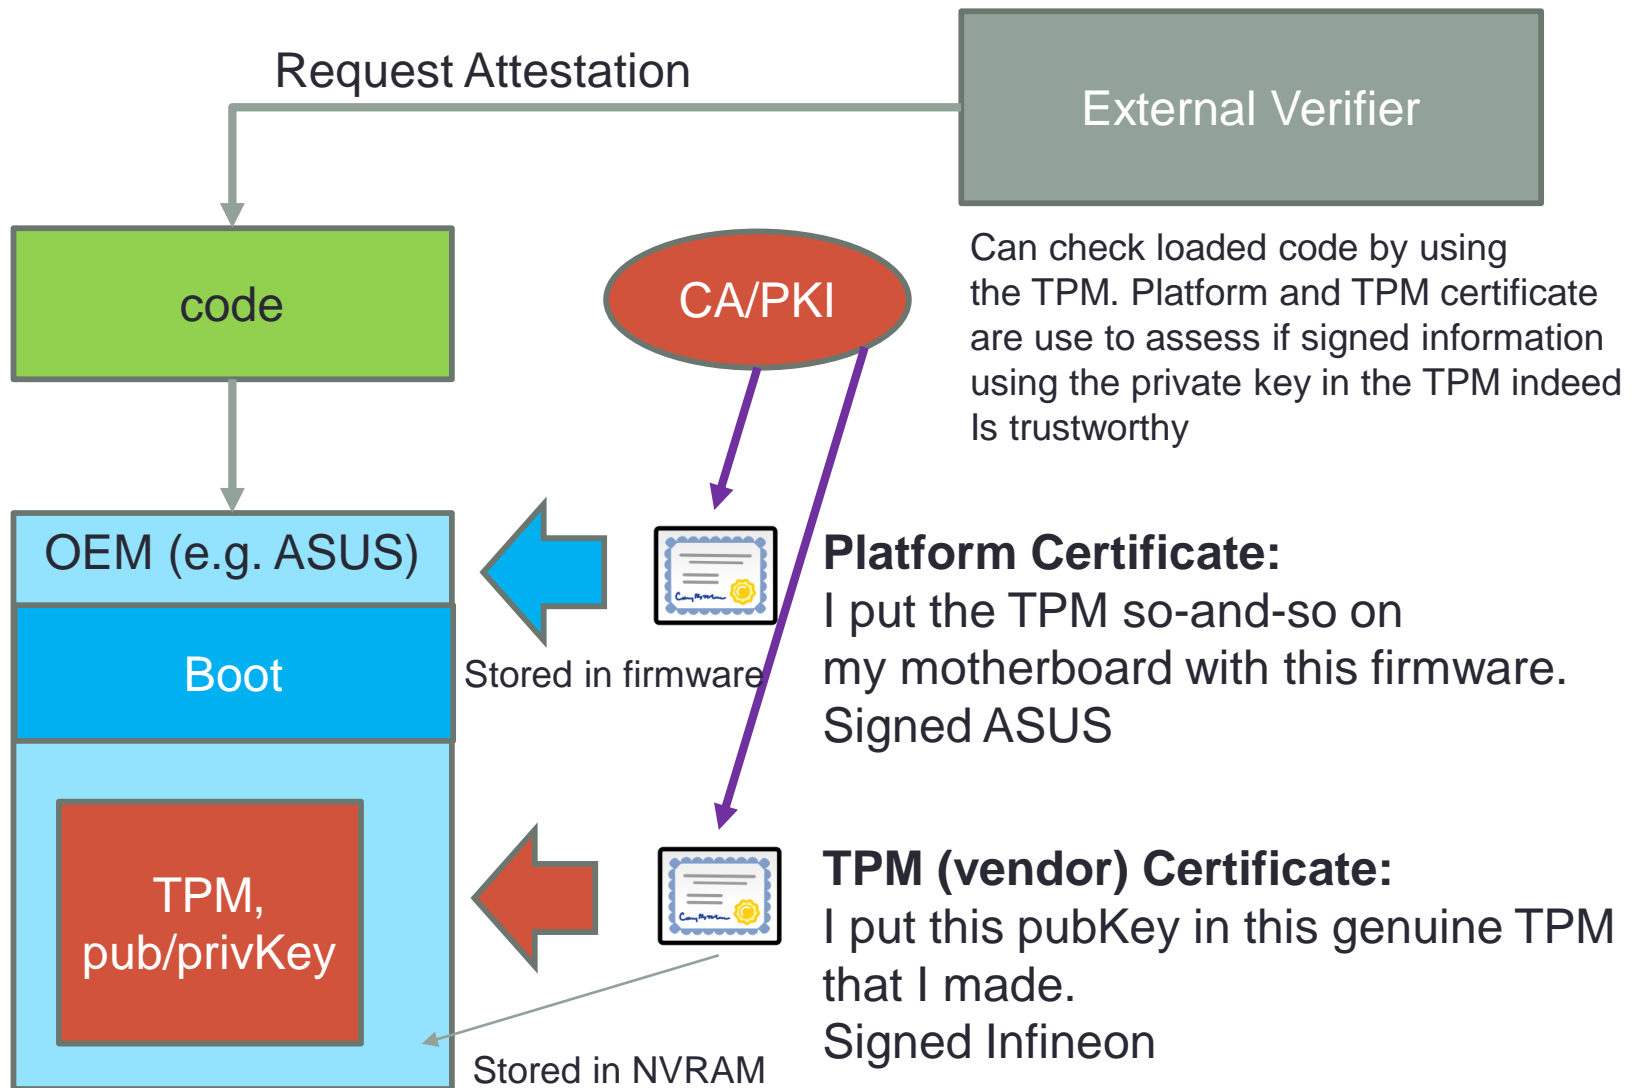 Request Attestation
External Verifier
code
CA/PKI
Can check loaded code by using
the TPM. Platform and TPM certificate
are use to assess if signed information
using the private key in the TPM indeed
Is trustworthy
OEM (e.g. ASUS)
Boot
Stored in firmware
Platform Certificate:
I put the TPM so-and-so on
my motherboard with this firmware.
Signed ASUS
TPM,
pub/privKey
TPM (vendor) Certificate:
I put this pubKey in this genuine TPM
that I made.
Signed Infineon
Stored in NVRAM